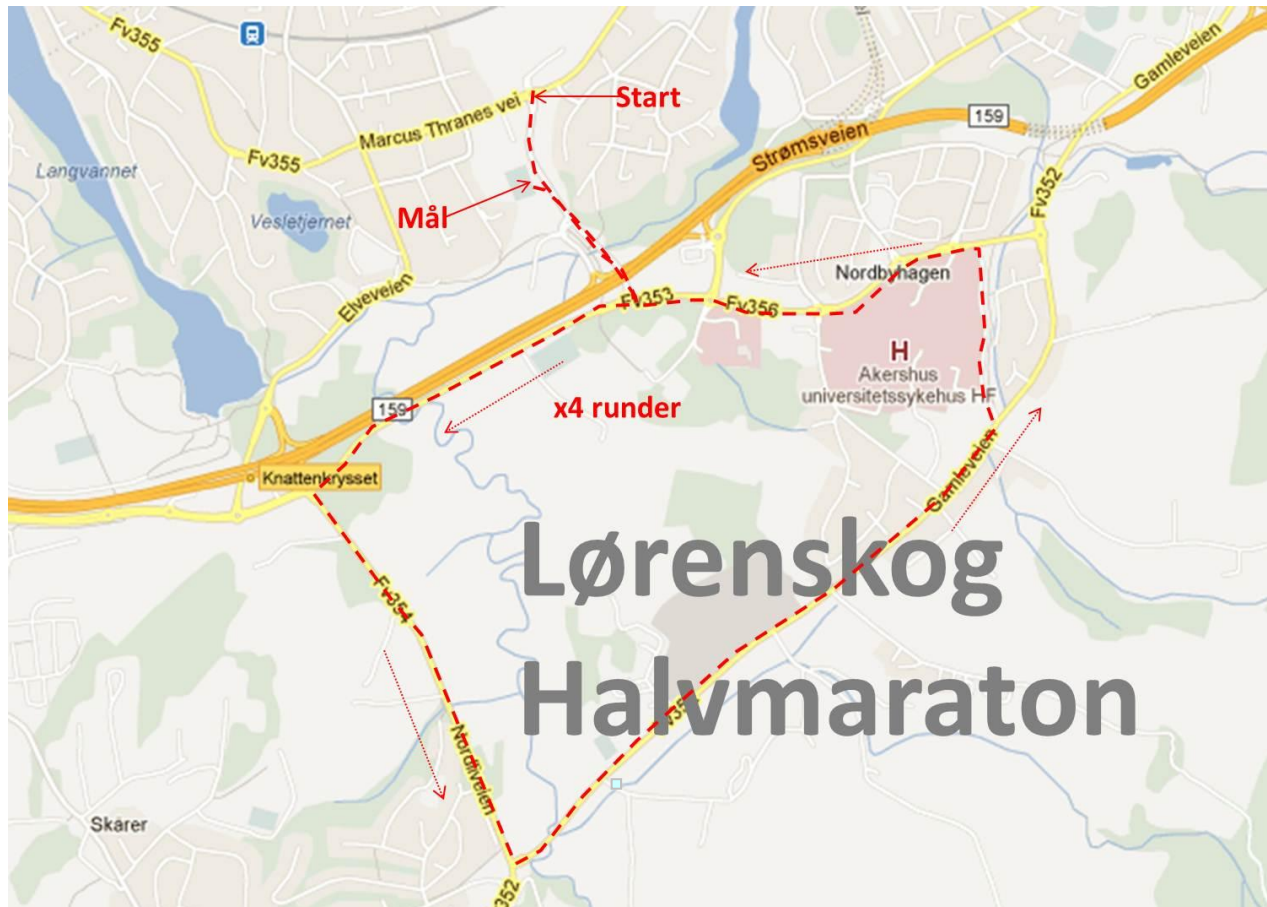 Fv355
Gamleveien
Start
159
Marcus Thranes vei
Strømsveien
Fv355
Langvannet
Fv352
Mål
Vesletjernet
Nordbyhagen
Elveveien
Fv353
Fv356
H
Akershus
universitetssykehus HF
159
x4 runder
Knattenkrysset
Gamleveien
Lørenskog
Fv354
Halvmaraton
Nordliveien
Skårer
352